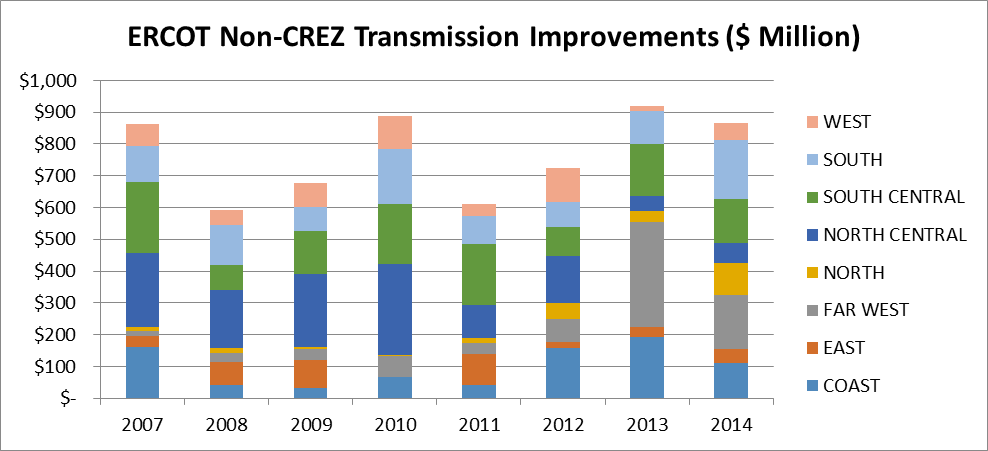 ERCOT Non-CREZ Transmission Improvements ($ Million)
$1,000
$900
$800
$700
$600
$500
$400
$300
$200
$100
$-
2007 2008 2009 2010 2011 2012 2013 2014
WEST
SOUTH
SOUTH CENTRAL
NORTH CENTRAL
NORTH
FAR WEST
EAST
COAST